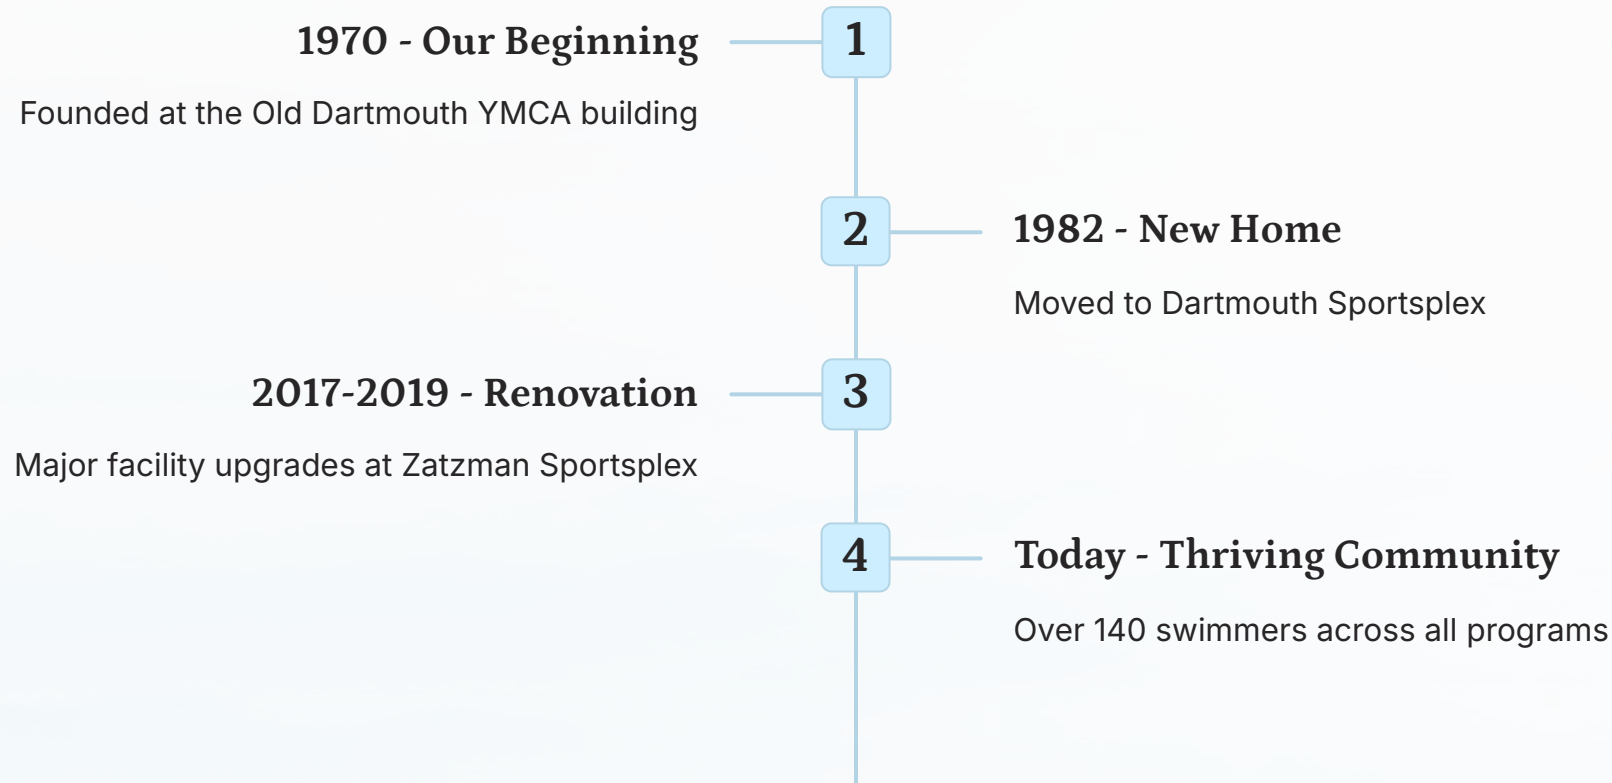 1970 - Our Beginning
1
Founded at the Old Dartmouth YMCA building
2
1982 - New Home
Moved to Dartmouth Sportsplex
2017-2019 - Renovation
3
Major facility upgrades at Zatzman Sportsplex
4
Today - Thriving Community
Over 140 swimmers across all programs